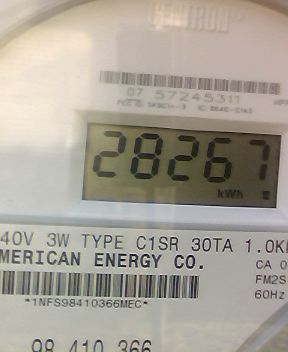 CENTRON
07 57245311
28267
kWh
40V 3W TYPE C1SR 30TA 1.0K
MERICAN ENERGY CO.
CA 0
FM2S
60Hz
*1NFS98410366MEC*
98 410 366